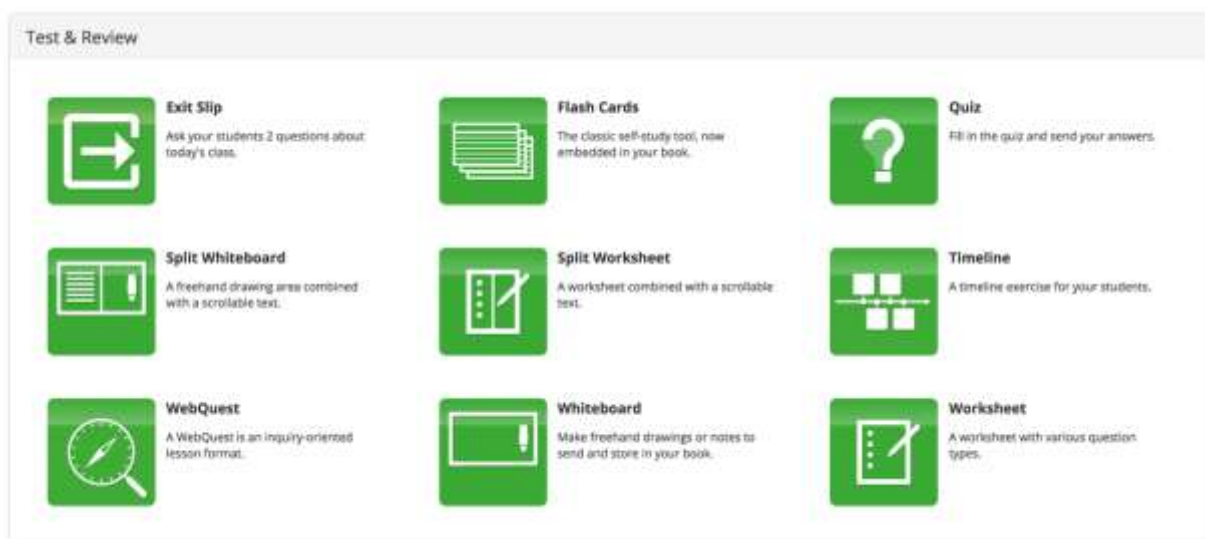 Test & Review
Exit Slip
Ask your students 2 questions about
today's class.
Flash Cards
The classic self-study tool, now
embedded in your book.
Quiz
Fill in the quiz and send your answers.
Split Whiteboard
A freehand drawing area combined
with a scrollable text.
Split Worksheet
A worksheet combined with a scrollable
text.
Timeline
A timeline exercise for your students.
WebQuest
A WebQuest is an inquiry-oriented
lesson format.
Whiteboard
Make freehand drawings or notes to
send and store in your book.
Worksheet
A worksheet with various question
types.